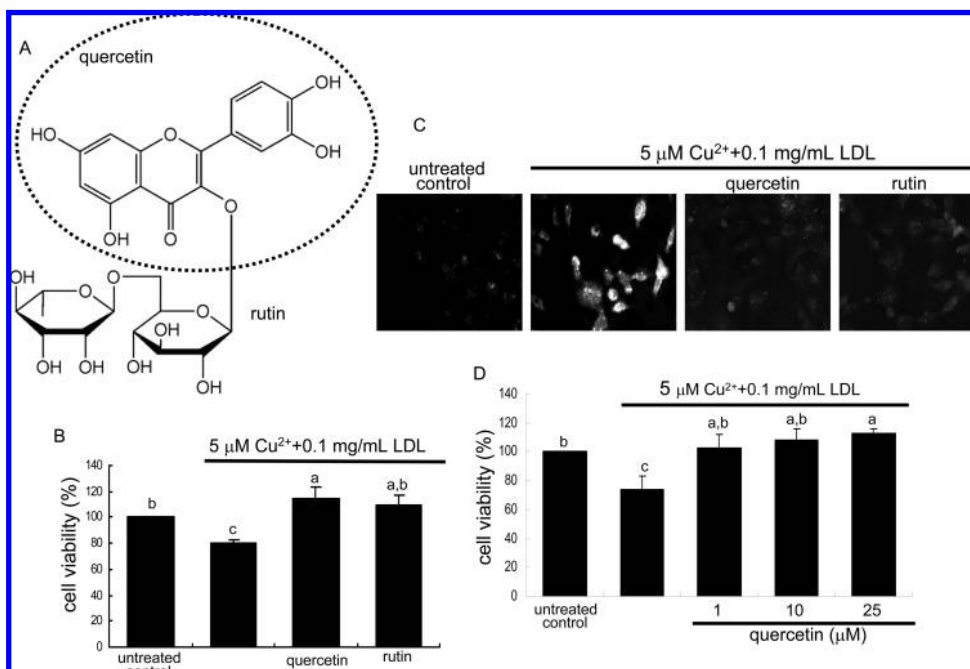 A
quercetin
OH
OH
HO
O
O
OH
O
rutin
OH
O
O
O
OH
OH
OH
OH
HO
OH
C
5 μM Cu²⁺+0.1 mg/mL LDL
untreated
control
quercetin
rutin
B
5 μM Cu²⁺+0.1 mg/mL LDL
cell viability (%)
140
120
100
80
60
40
20
0
b
c
a
a,b
untreated
control
quercetin
rutin
D
5 μM Cu²⁺+0.1 mg/mL LDL
cell viability (%)
140
120
100
80
60
40
20
0
b
c
a,b
a,b
a
untreated
control
1
10
25
quercetin (μM)